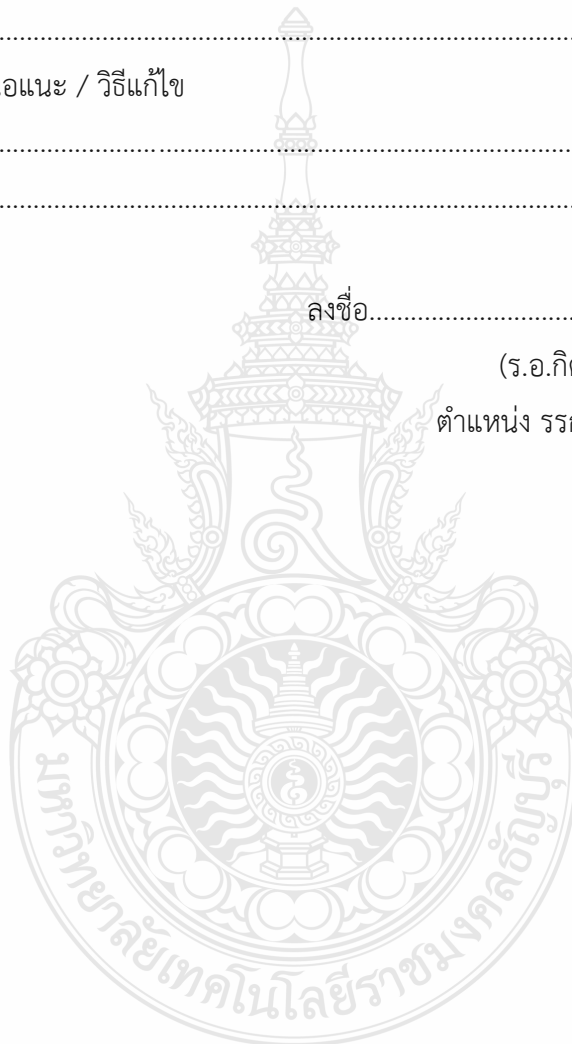 ....................................................................................................
อแนะ / วิธีแก้ไข
....................................................................................................
....................................................................................................
ลงชื่อ..............................
(ร.อ.กิ
ตำแหน่ง รร
มหาวิทยาลัยเทคโนโลยีราชมงคลธัญบุรี